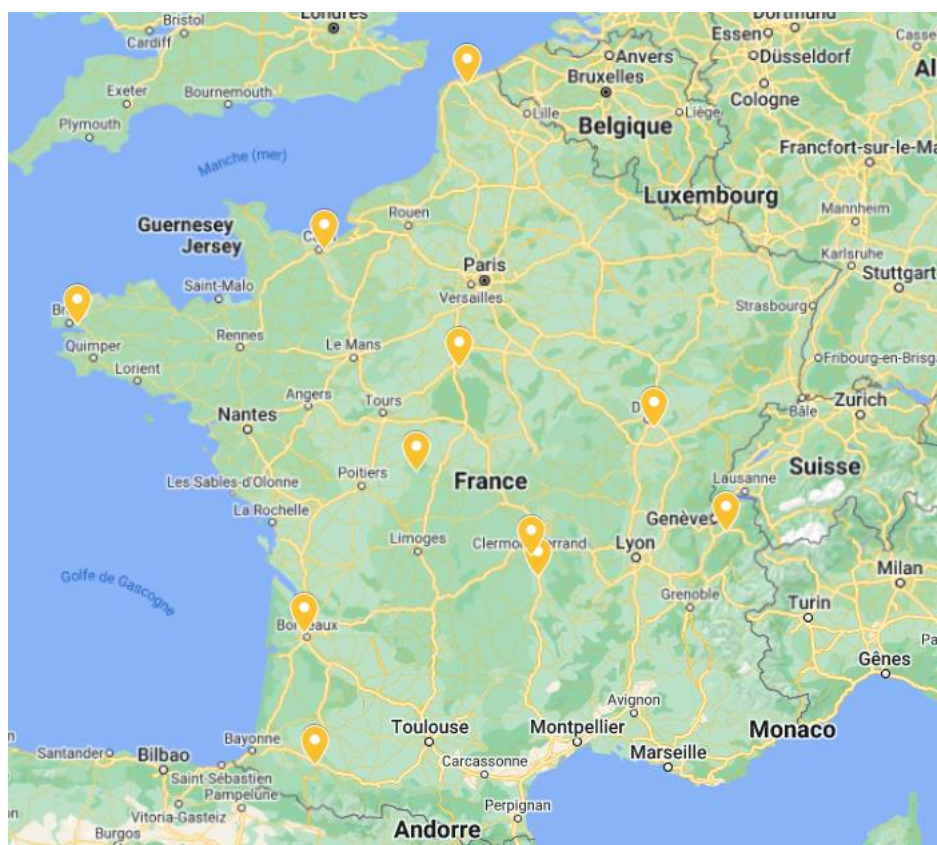 Londres
Bristol
Cardiff
Dortmund
Essen
Düsseldorf
Anvers
Bruxelles
Cologne
Exeter
Bournemouth
Lille
Liège
Belgique
Plymouth
Manche (mer)
Francfort-sur-le-Ma
Luxembourg
Rouen
Mannheim
Guernesey
Jersey
Karlsruhe
Paris
Stuttgart
Versailles
Saint-Malo
Strasbourg
Rennes
Le Mans
Quimper
Fribourg-en-Brisg
Lorient
Angers
Tours
Nantes
Bâle
Zurich
Suisse
Poitiers
France
Lausanne
Les Sables-d'Olonne
La Rochelle
Genève
Limoges
Lyon
Golfe de Gascogne
Milan
Grenoble
Turin
Gênes
Avignon
Toulouse
Montpellier
Monaco
Bayonne
Santander
Bilbao
Marseille
Carcassonne
Saint-Sébastien
Pampelune
Perpignan
Vitoria-Gasteiz
Andorre
Burgos